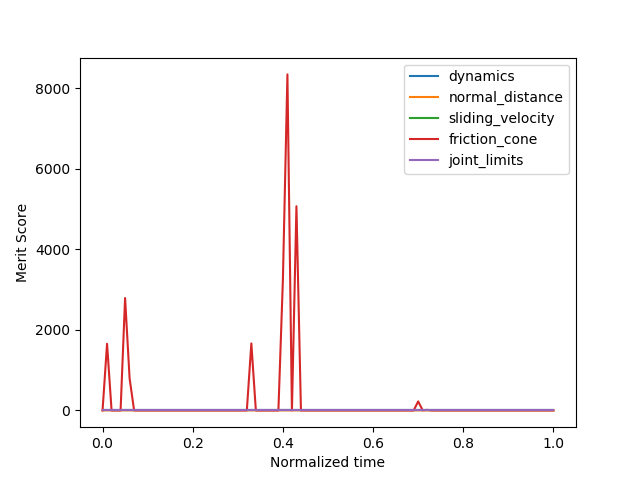 dynamics
normal_distance
sliding_velocity
friction_cone
joint_limits
Merit Score
8000
6000
4000
2000
0
0.0 0.2 0.4 0.6 0.8 1.0
Normalized time